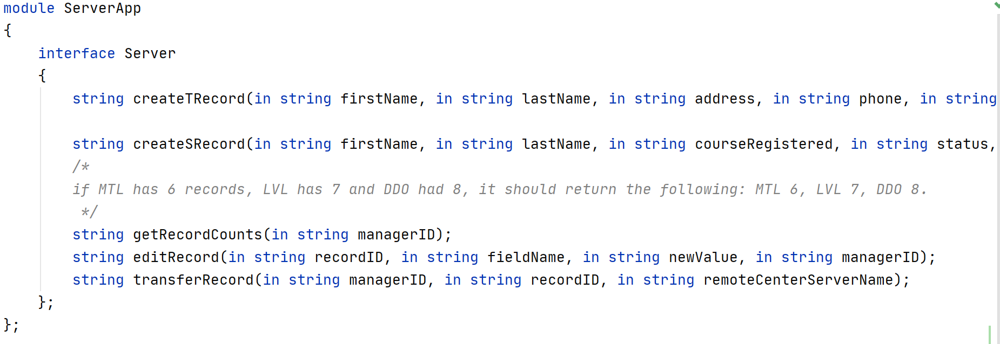 module ServerApp
{
interface Server
{
string createTRecord(in string firstName, in string lastName, in string address, in string phone, in string
string createSRecord(in string firstName, in string lastName, in string courseRegistered, in string status,
/*
if MTL has 6 records, LVL has 7 and DDO had 8, it should return the following: MTL 6, LVL 7, DDO 8.
*/
string getRecordCounts(in string managerID);
string editRecord(in string recordID, in string fieldName, in string newValue, in string managerID);
string transferRecord(in string managerID, in string recordID, in string remoteCenterServerName);
};
};